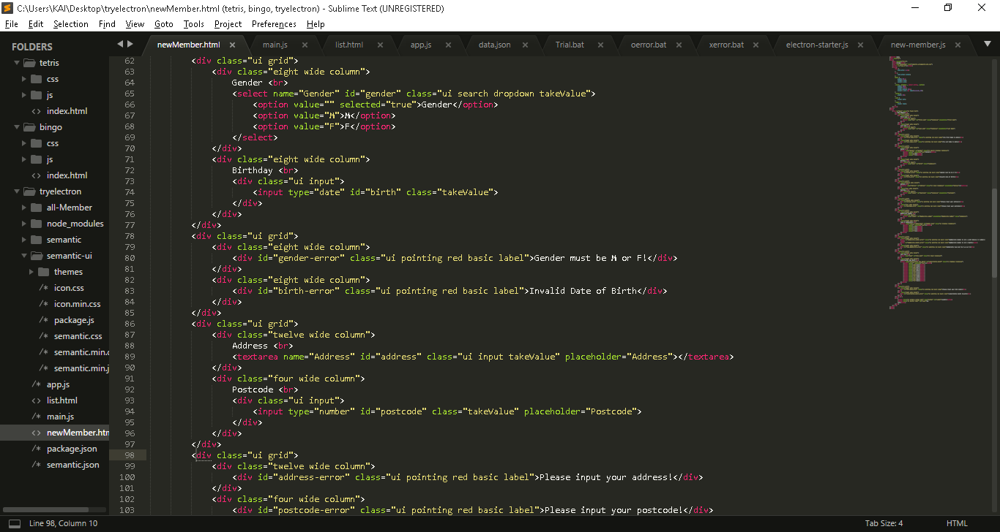 C:\Users\KAI\Desktop\tryelectron\newMember.html (tetris, bingo, tryelectron) - Sublime Text (UNREGISTERED)
File Edit Selection Find View Goto Tools Project Preferences Help
FOLDERS
tetris
css
js
index.html
bingo
css
js
index.html
tryelectron
all-Member
node_modules
semantic
semantic-ui
themes
icon.css
icon.min.css
package.js
semantic.css
semantic.min.c
semantic.min.j
app.js
list.html
main.js
newMember.htm
package.json
semantic.json
newMember.html main.js list.html app.js data.json Trial.bat oerror.bat xerror.bat electron-starter.js new-member.js
62 <div class="ui grid">
63 <div class="eight wide column">
64 Gender <br>
65 <select name="Gender" id="gender" class="ui search dropdown takeValue">
66 <option value="" selected="true">Gender</option>
67 <option value="M">M</option>
68 <option value="F">F</option>
69 </select>
70 </div>
71 <div class="eight wide column">
72 Birthday <br>
73 <div class="ui input">
74 <input type="date" id="birth" class="takeValue">
75 </div>
76 </div>
77 </div>
78 <div class="ui grid">
79 <div class="eight wide column">
80 <div id="gender-error" class="ui pointing red basic label">Gender must be M or F!</div>
81 </div>
82 <div class="eight wide column">
83 <div id="birth-error" class="ui pointing red basic label">Invalid Date of Birth</div>
84 </div>
85 </div>
86 <div class="ui grid">
87 <div class="twelve wide column">
88 Address <br>
89 <textarea name="Address" id="address" class="ui input takeValue" placeholder="Address"></textarea>
90 </div>
91 <div class="four wide column">
92 Postcode <br>
93 <div class="ui input">
94 <input type="number" id="postcode" class="takeValue" placeholder="Postcode">
95 </div>
96 </div>
97 </div>
98 <div class="ui grid">
99 <div class="twelve wide column">
100 <div id="address-error" class="ui pointing red basic label">Please input your address!</div>
101 </div>
102 <div class="four wide column">
103 <div id="postcode-error" class="ui pointing red basic label">Please input your postcode!</div>
Line 98, Column 10 Tab Size: 4 HTML